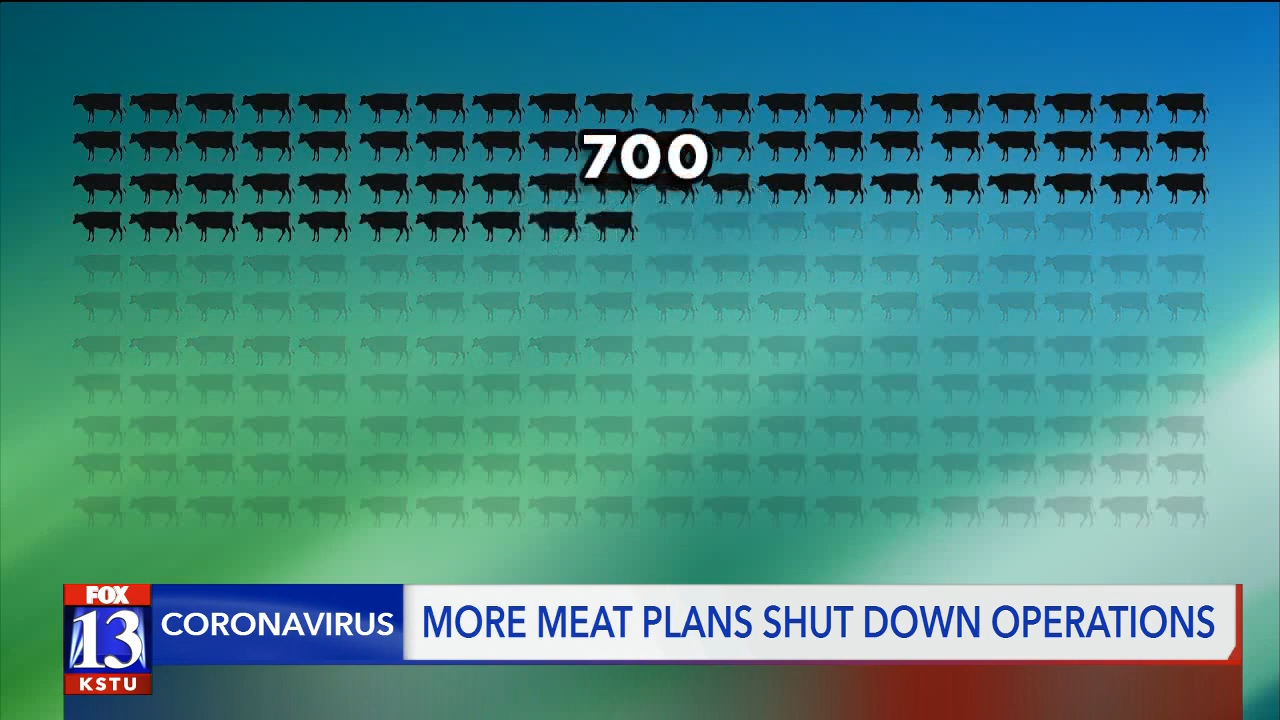 700
FOX
13
KSTU
CORONAVIRUS
MORE MEAT PLANS SHUT DOWN OPERATIONS